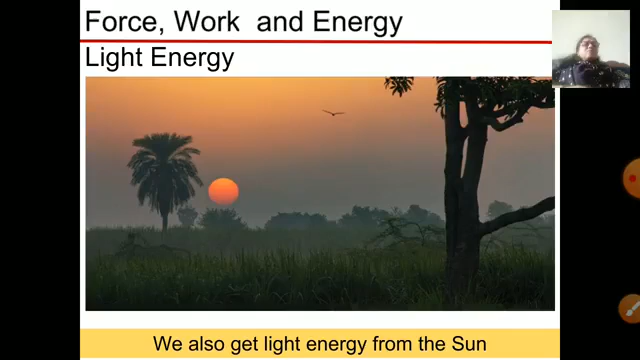 Force, Work and Energy
Light Energy
We also get light energy from the Sun